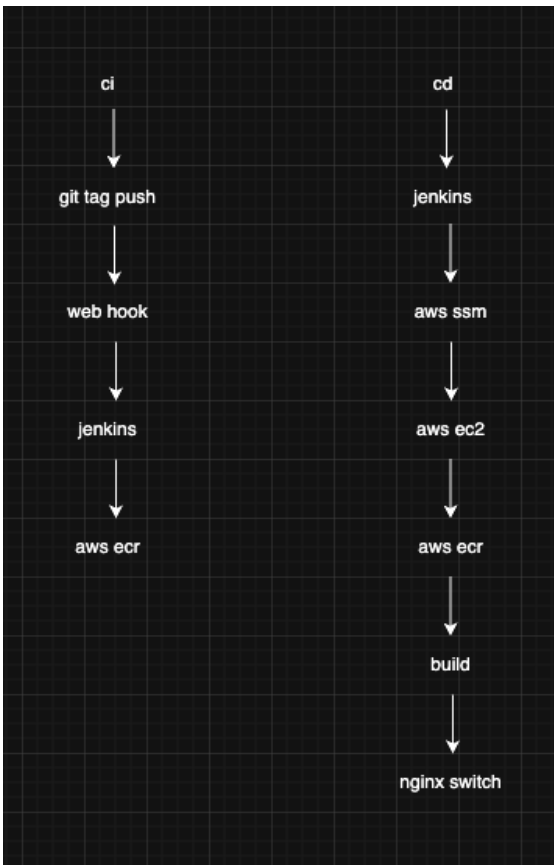 ci
git tag push
web hook
jenkins
aws ecr
cd
jenkins
aws ssm
aws ec2
aws ecr
build
nginx switch